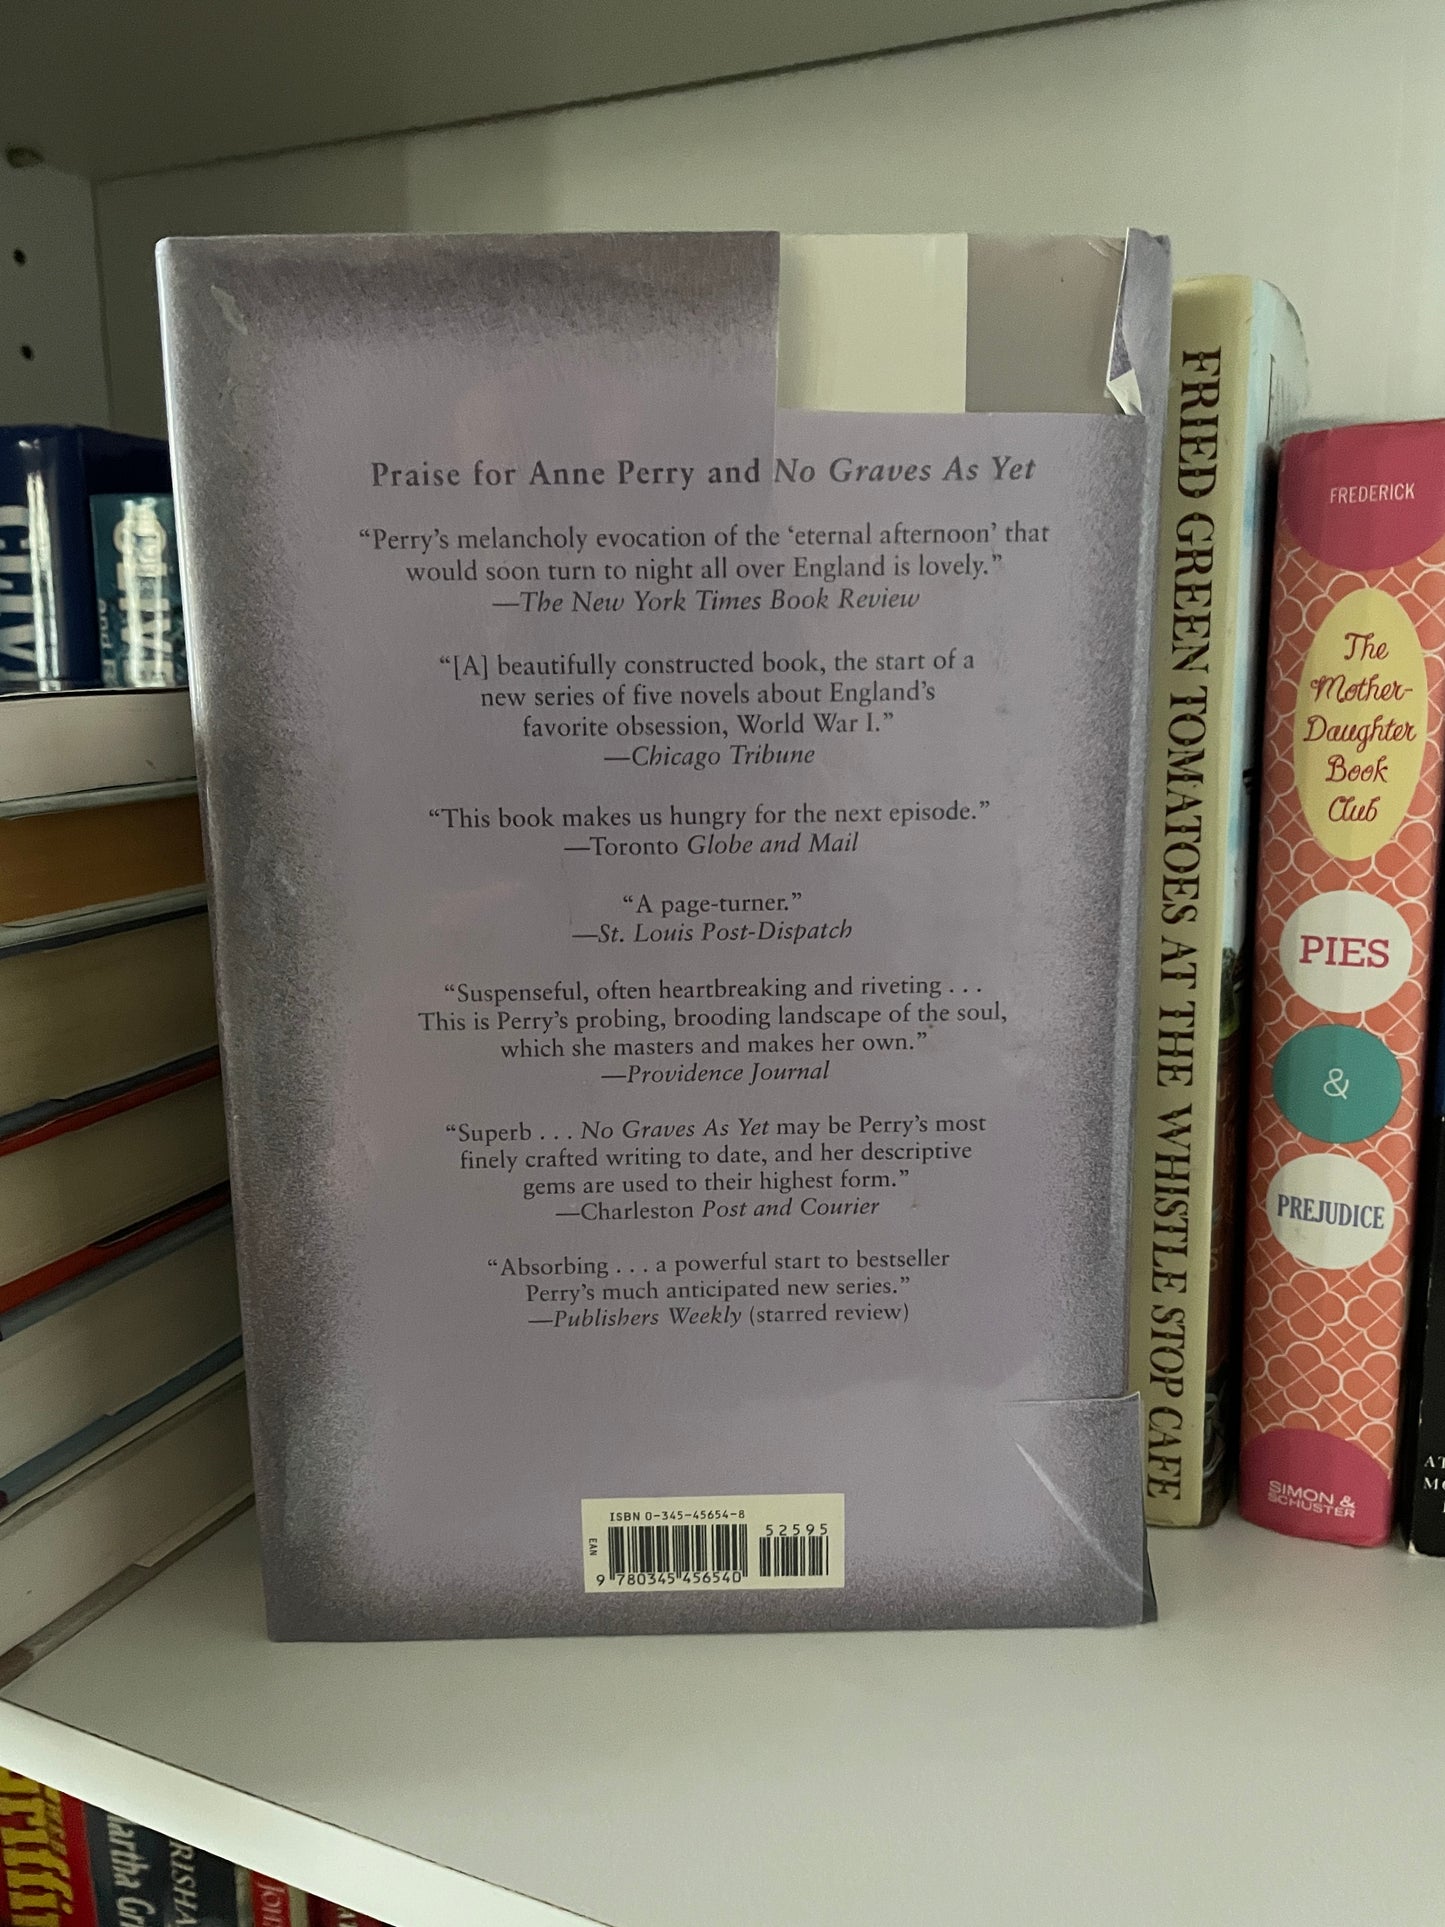 Praise for Anne Perry and No Graves As Yet
“Perry’s melancholy evocation of the ‘eternal afternoon’ that
would soon turn to night all over England is lovely.”
—The New York Times Book Review
“[A] beautifully constructed book, the start of a
new series of five novels about England’s
favorite obsession, World War I.”
—Chicago Tribune
“This book makes us hungry for the next episode.”
—Toronto Globe and Mail
“A page-turner.”
—St. Louis Post-Dispatch
“Suspenseful, often heartbreaking and riveting . . .
This is Perry’s probing, brooding landscape of the soul,
which she masters and makes her own.”
—Providence Journal
“Superb . . . No Graves As Yet may be Perry’s most
finely crafted writing to date, and her descriptive
gems are used to their highest form.”
—Charleston Post and Courier
“Absorbing . . . a powerful start to bestseller
Perry’s much anticipated new series.”
—Publishers Weekly (starred review)
ISBN 0-345-45654-8
52595
EAN
9 780345 456540
FRIED GREEN TOMATOES AT THE WHISTLE STOP CAFE
FREDERICK
The
Mother-
Daughter
Book
Club
PIES
&
PREJUDICE
SIMON &
SCHUSTER